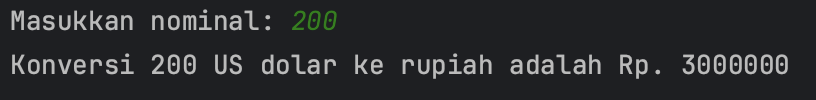 Masukkan nominal: 200
Konversi 200 US dolar ke rupiah adalah Rp. 3000000